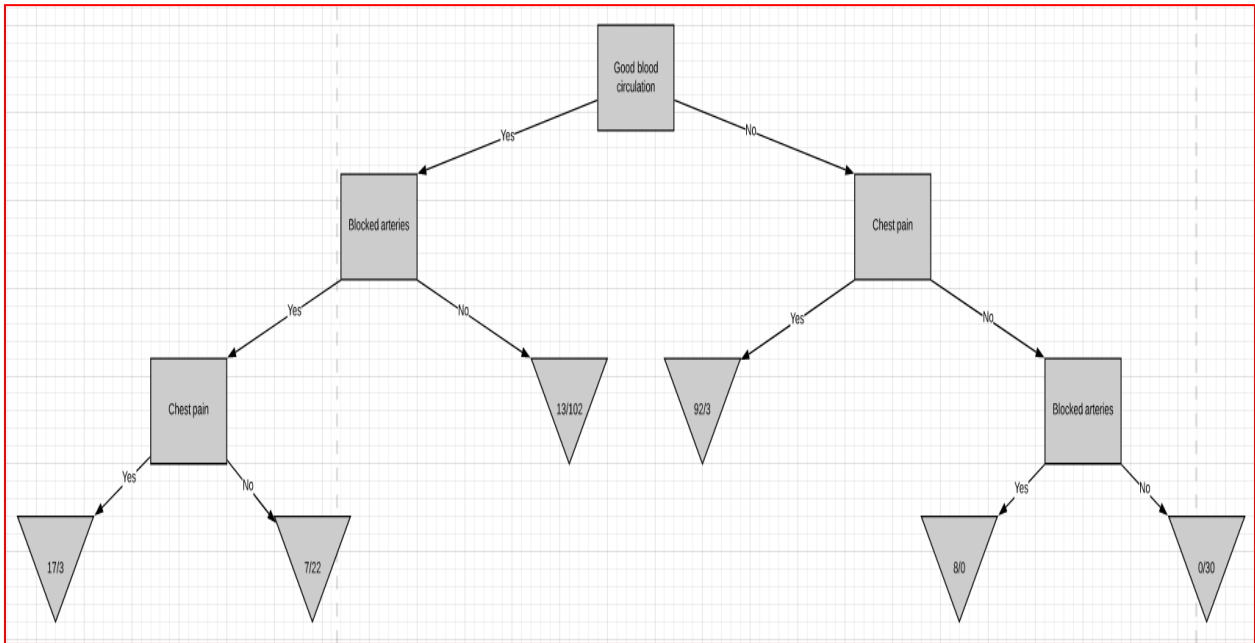 Good blood
circulation
Yes
No
Blocked arteries
Chest pain
Yes
No
Yes
No
Chest pain
13/102
92/3
Blocked arteries
Yes
No
Yes
No
17/3
7/22
8/0
0/30